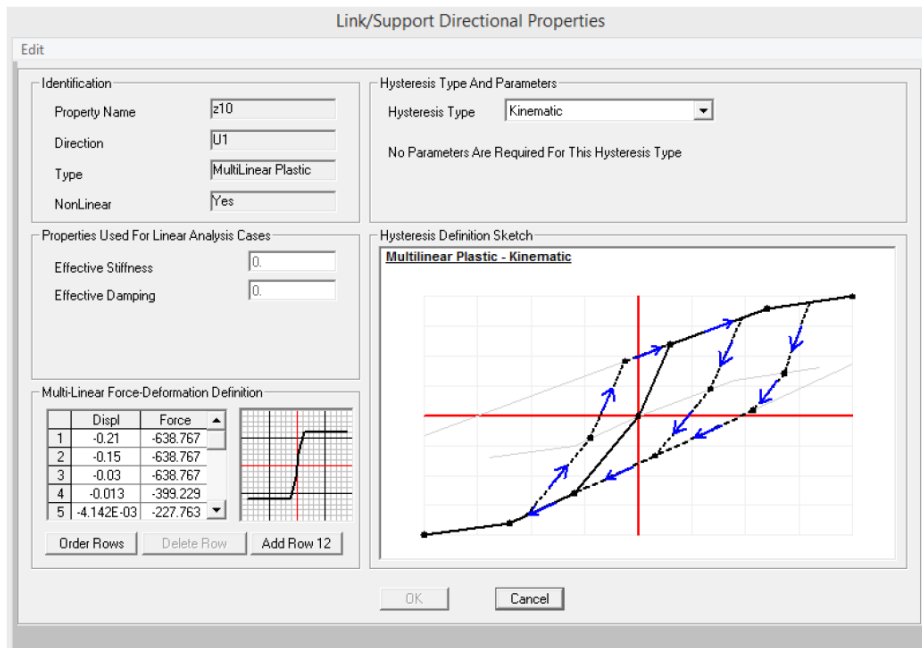 Link/Support Directional Properties
Edit
Identification
Property Name z10
Direction U1
Type MultiLinear Plastic
NonLinear Yes
Hysteresis Type And Parameters
Hysteresis Type Kinematic
No Parameters Are Required For This Hysteresis Type
Properties Used For Linear Analysis Cases
Effective Stiffness 0.
Effective Damping 0.
Hysteresis Definition Sketch
Multilinear Plastic - Kinematic
Multi-Linear Force-Deformation Definition
Displ Force
1 -0.21 -638.767
2 -0.15 -638.767
3 -0.03 -638.767
4 -0.013 -399.229
5 -4.142E-03 -227.763
Order Rows Delete Row Add Row 12
OK Cancel